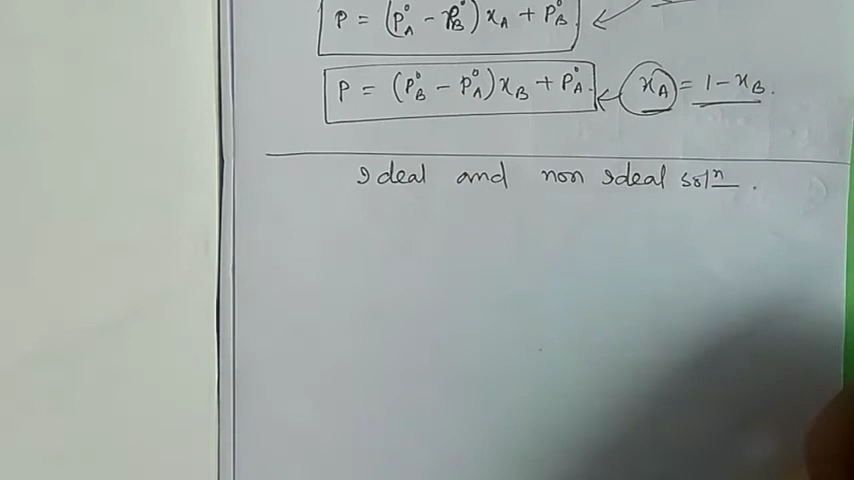 P = (P°A - P°B) xA + P°B
P = (P°B - P°A) xB + P°A. xA = 1 - xB.
Ideal and non Ideal solⁿ.